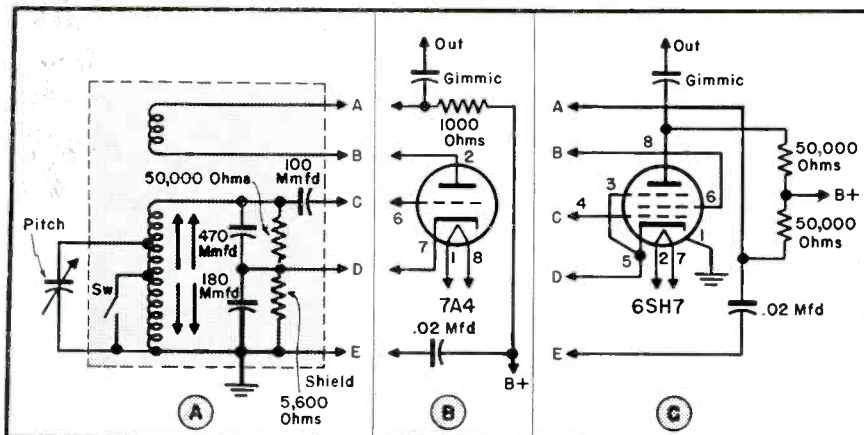 Pitch
Sw
50,000 Ohms
100
Mmfd
470
Mmfd
180
Mmfd
A
B
C
D
E
Shield
5,600
Ohms
A
Out
Gimmic
1000
Ohms
2
6
7
1
8
7A4
.02 Mfd
B+
B
Out
Gimmic
A
B
C
D
E
8
3
4
5
6
1
2
7
6SH7
50,000
Ohms
B+
50,000
Ohms
.02 Mfd
C